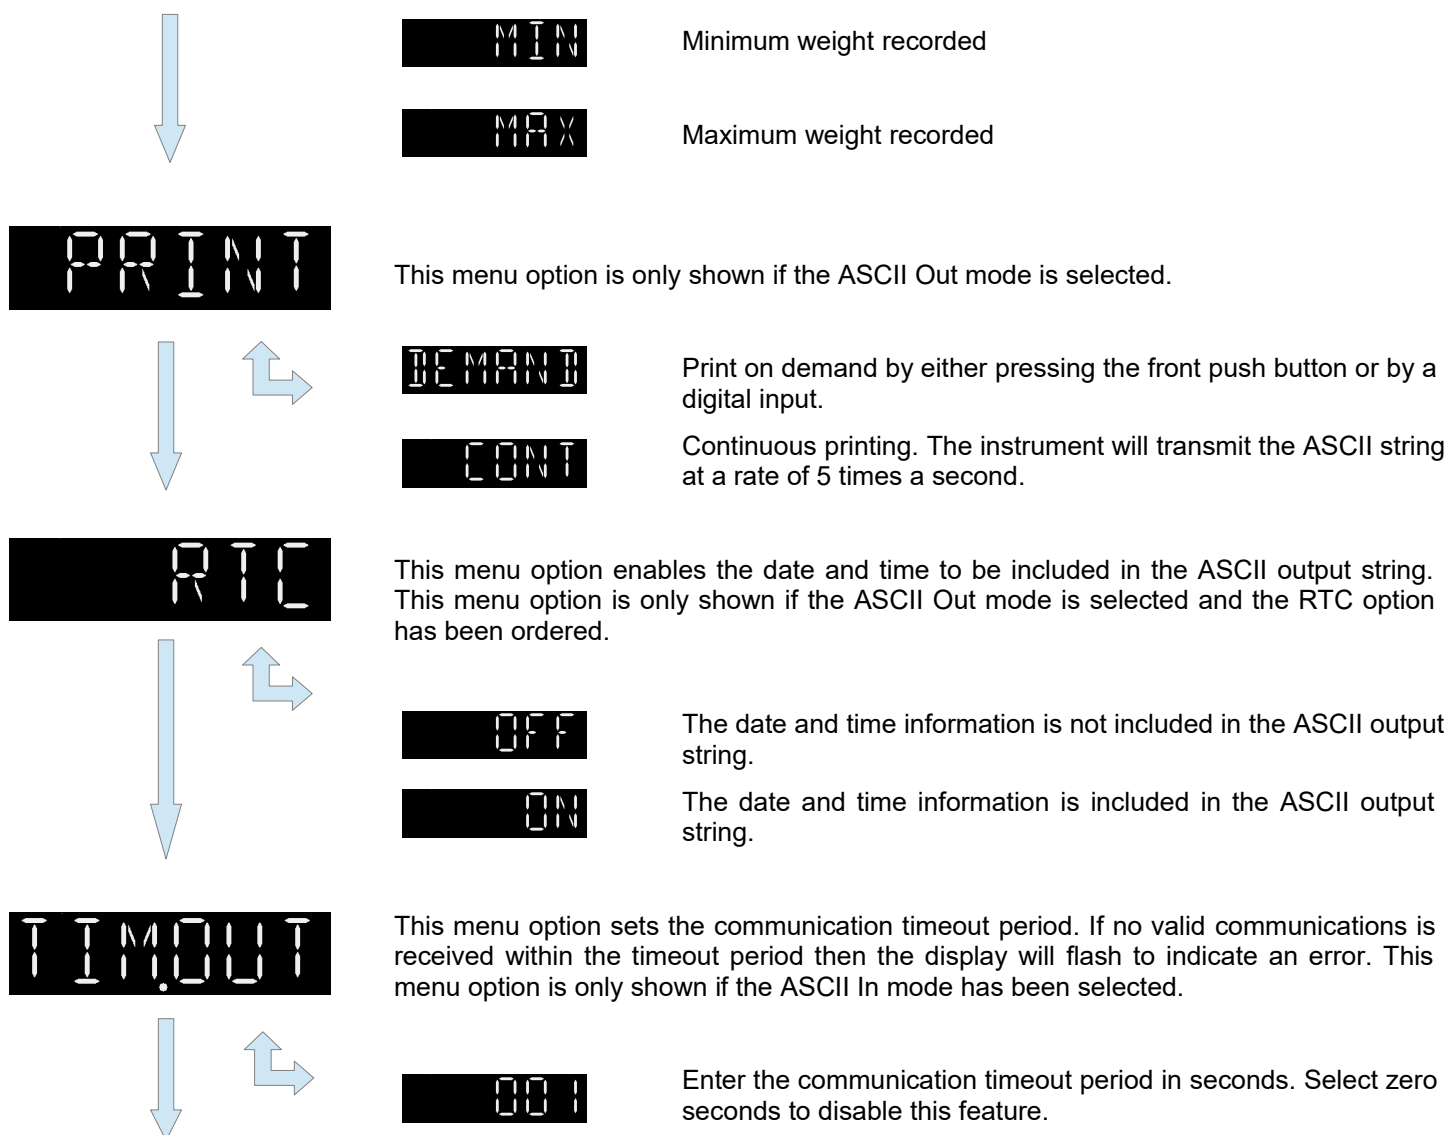 MIN
Minimum weight recorded
MAX
Maximum weight recorded
PRINT
This menu option is only shown if the ASCII Out mode is selected.
DEMAND
Print on demand by either pressing the front push button or by a
digital input.
CONT
Continuous printing. The instrument will transmit the ASCII string
at a rate of 5 times a second.
RTC
This menu option enables the date and time to be included in the ASCII output string.
This menu option is only shown if the ASCII Out mode is selected and the RTC option
has been ordered.
OFF
The date and time information is not included in the ASCII output
string.
ON
The date and time information is included in the ASCII output
string.
TIM.OUT
This menu option sets the communication timeout period. If no valid communications is
received within the timeout period then the display will flash to indicate an error. This
menu option is only shown if the ASCII In mode has been selected.
001
Enter the communication timeout period in seconds. Select zero
seconds to disable this feature.